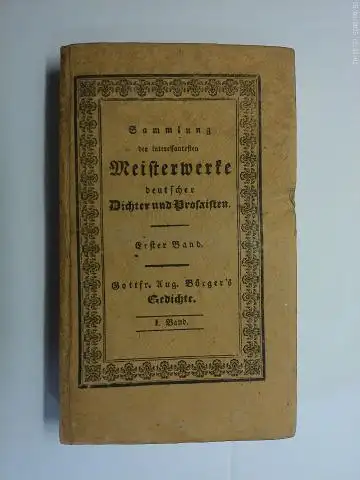 Sammlung
der interessantesten
Meisterwerke
deutscher
Dichter und Prosaisten.
Erster Band.
Gottfr. Aug. Bürger's
Gedichte.
I. Band.